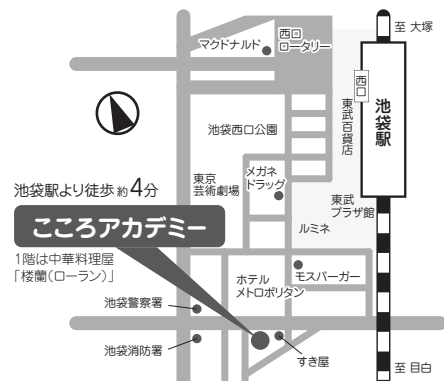 至 大塚
マクドナルド
西口
ロータリー
西口
池袋駅
東武百貨店
池袋西口公園
東京
芸術劇場
メガネ
ドラッグ
池袋駅より徒歩 約4分
東武
プラザ館
こころアカデミー
ルミネ
1階は中華料理屋
「楼蘭(ローラン)」
ホテル
メトロポリタン
モスバーガー
池袋警察署
池袋消防署
すき屋
至 目白